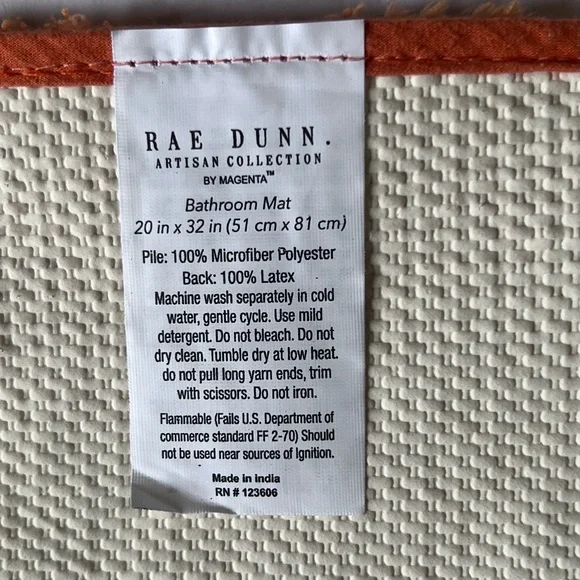 RAE DUNN.
ARTISAN COLLECTION
BY MAGENTA™
Bathroom Mat
20 in x 32 in (51 cm x 81 cm)
Pile: 100% Microfiber Polyester
Back: 100% Latex
Machine wash separately in cold
water, gentle cycle. Use mild
detergent. Do not bleach. Do not
dry clean. Tumble dry at low heat.
do not pull long yarn ends, trim
with scissors. Do not iron.
Flammable (Fails U.S. Department of
commerce standard FF 2-70) Should
not be used near sources of Ignition.
Made in india
RN # 123606